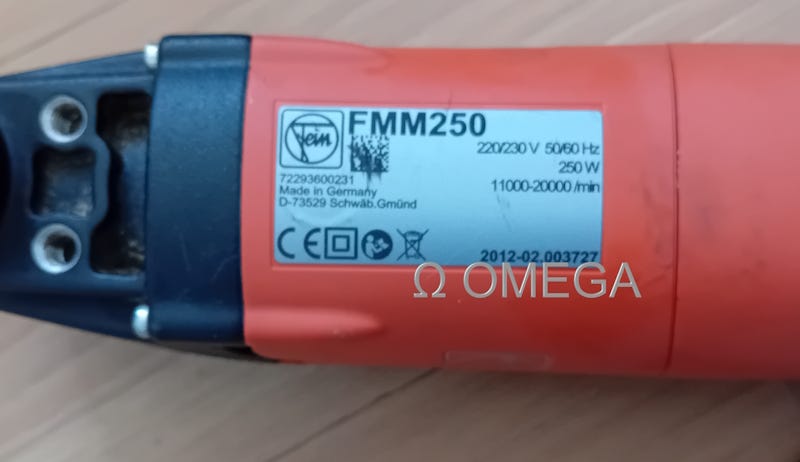 Fein
FMM250
220/230 V 50/60 Hz
250 W
11000-20000 /min
72293600231
Made in Germany
D-73529 Schwäb.Gmünd
CE
2012-02 003727
Ω OMEGA